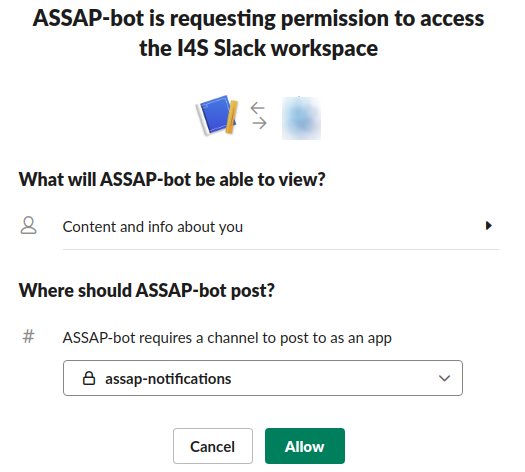 ASSAP-bot is requesting permission to access
the I4S Slack workspace
What will ASSAP-bot be able to view?
Content and info about you
Where should ASSAP-bot post?
# ASSAP-bot requires a channel to post to as an app
assap-notifications
Cancel Allow